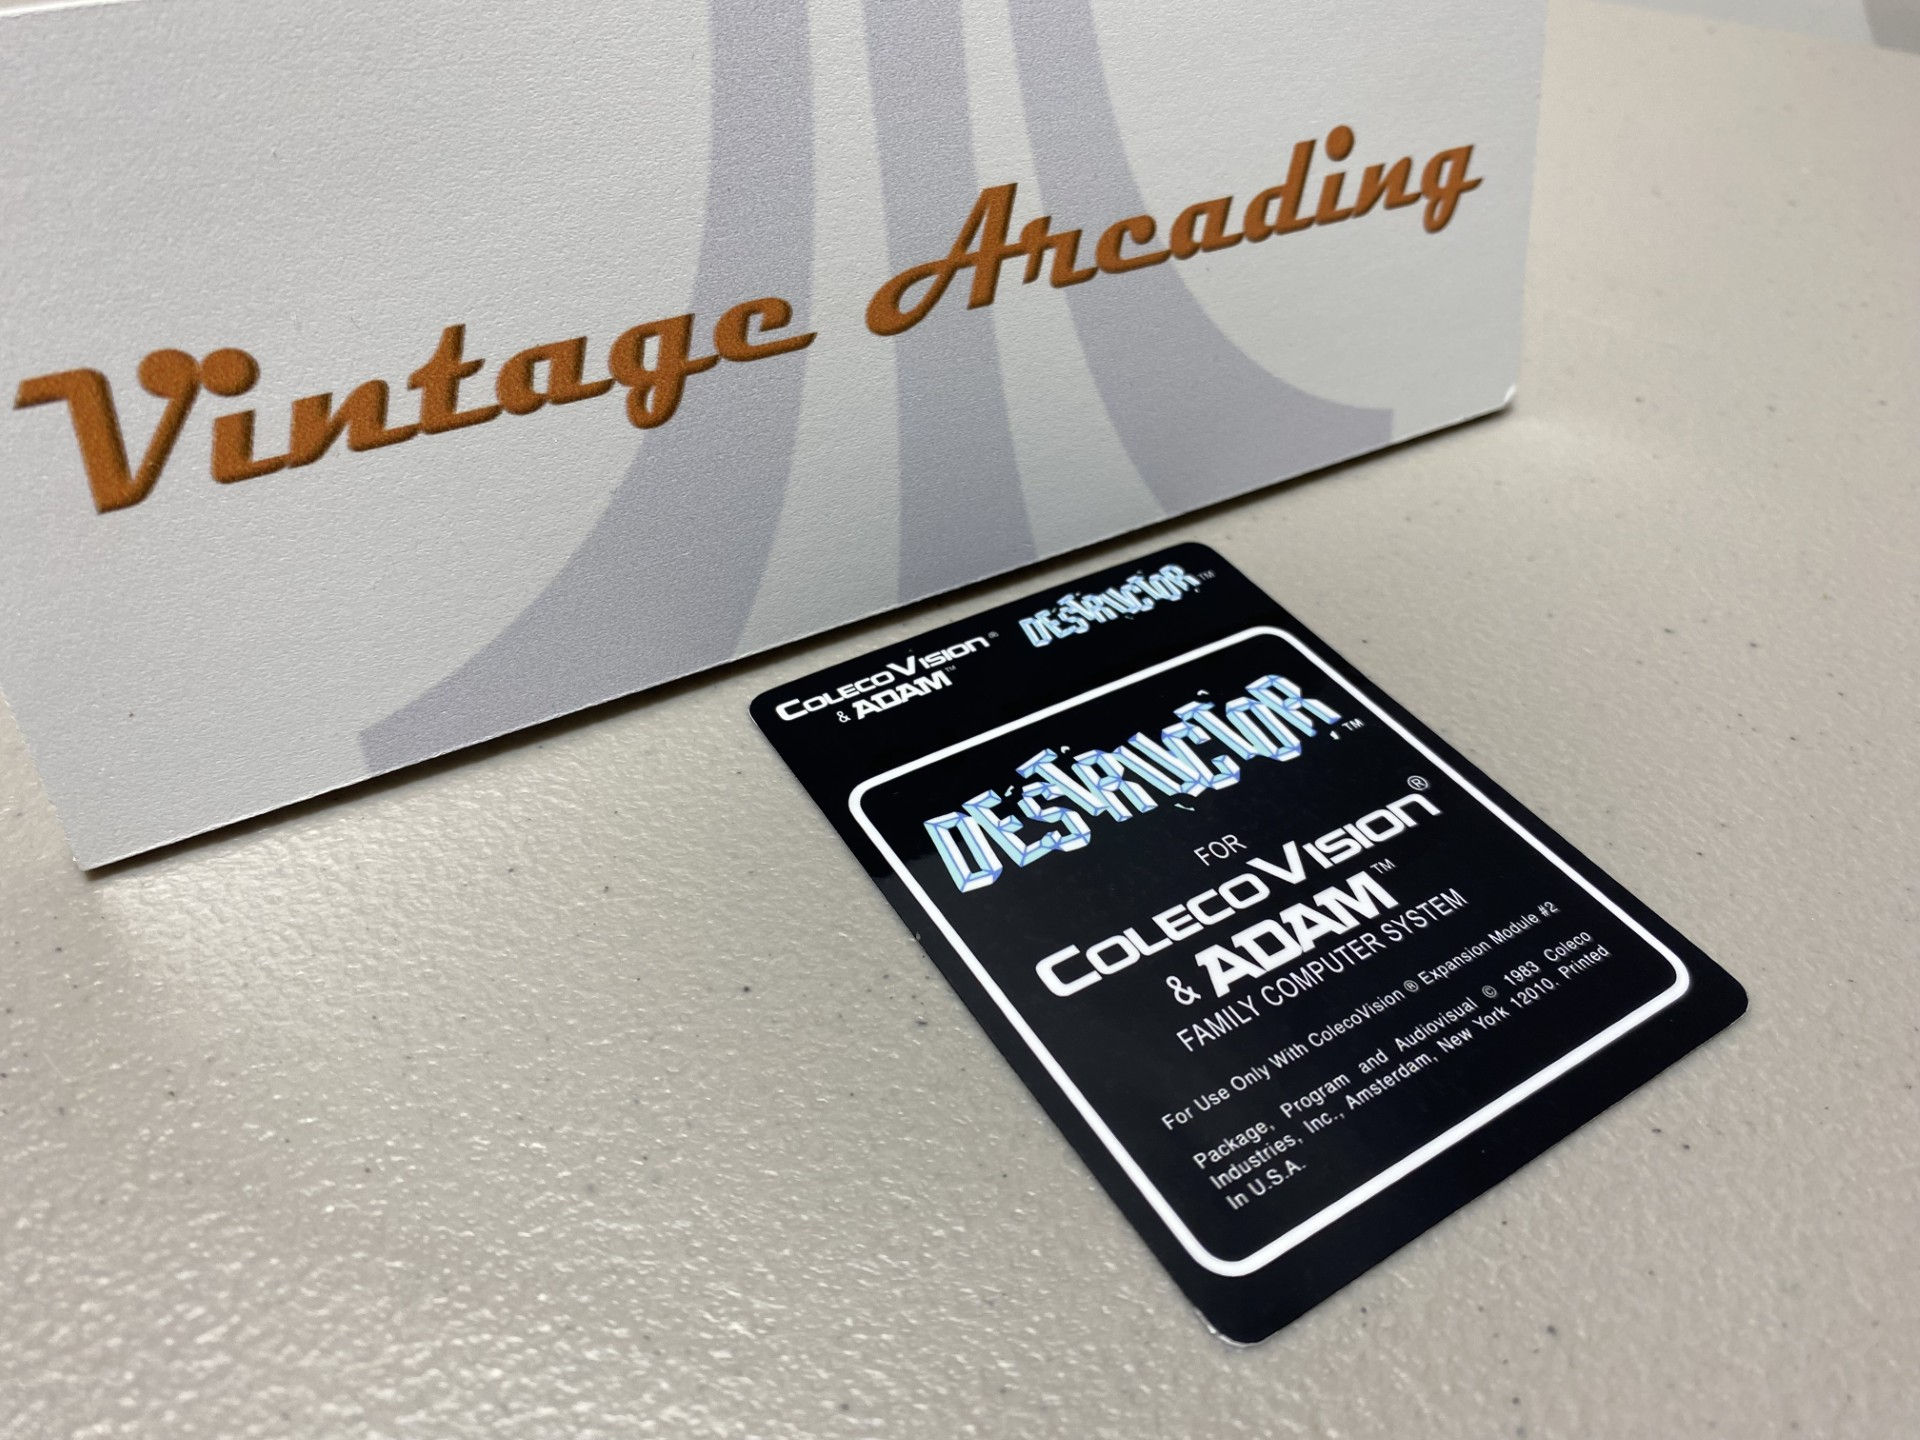 Vintage Arcading
COLECOVISION®
& ADAM™
DESTRUCTOR™
DESTRUCTOR™
FOR
COLECOVISION®
& ADAM™
FAMILY COMPUTER SYSTEM
For Use Only With ColecoVision ® Expansion Module #2
Package, Program and Audiovisual © 1983 Coleco
Industries, Inc., Amsterdam, New York 12010. Printed
In U.S.A.